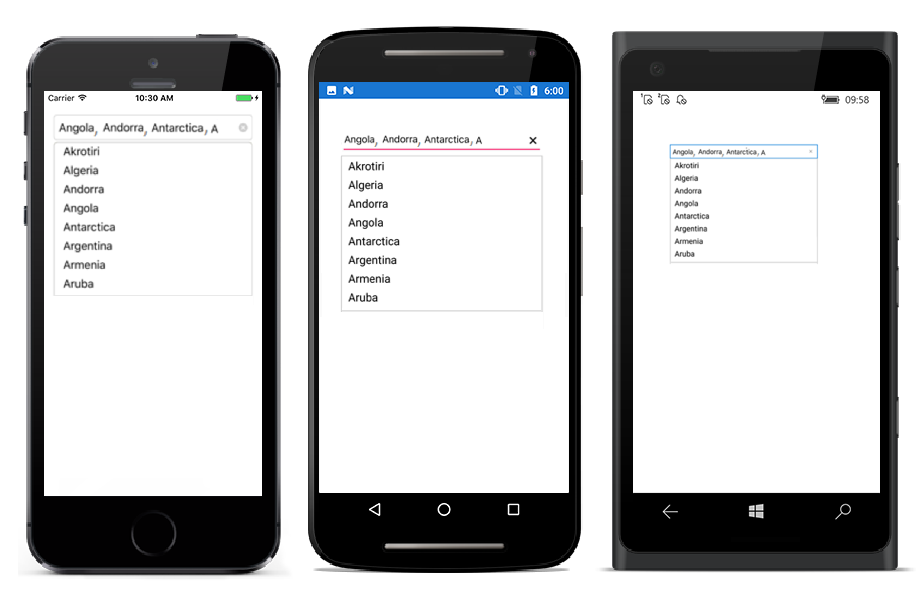 Carrier 10:30 AM
Angola, Andorra, Antarctica, A
Akrotiri
Algeria
Andorra
Angola
Antarctica
Argentina
Armenia
Aruba
6:00
Angola, Andorra, Antarctica, A
Akrotiri
Algeria
Andorra
Angola
Antarctica
Argentina
Armenia
Aruba
1 2 09:58
Angola, Andorra, Antarctica, A
Akrotiri
Algeria
Andorra
Angola
Antarctica
Argentina
Armenia
Aruba